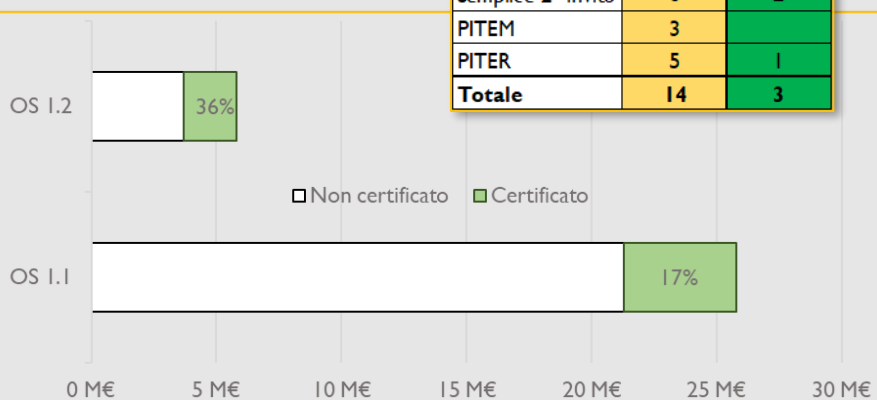 PITEM 3
PITER 5 1
Totale 14 3
OS 1.2
36%
Non certificato Certificato
OS 1.1
17%
0 M€ 5 M€ 10 M€ 15 M€ 20 M€ 25 M€ 30 M€